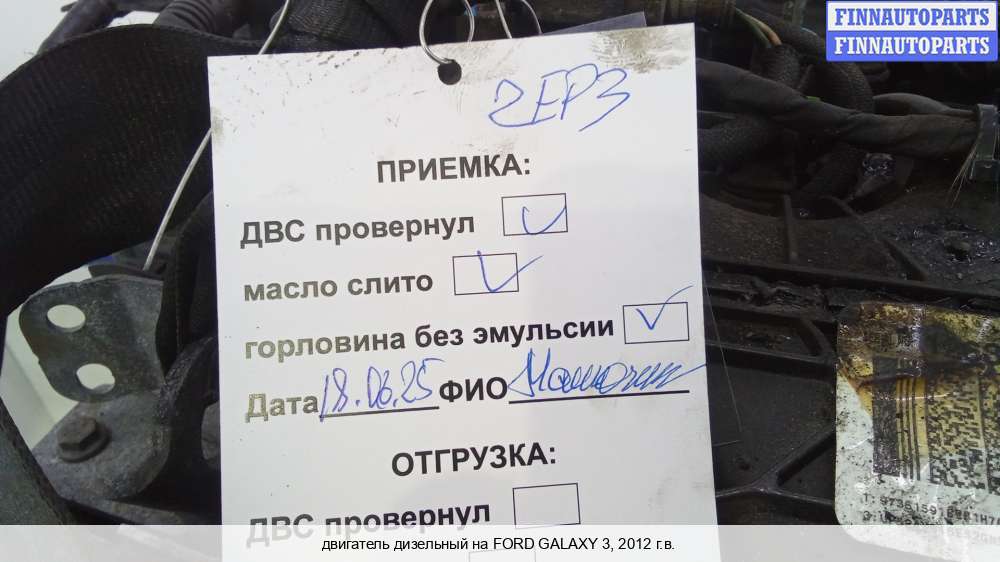 FINNAUTOPARTS
FINNAUTOPARTS
ПРИЕМКА:
ДВС провернул
масло слито
горловина без эмульсии
Дата 18.06.25 ФИО
ОТГРУЗКА:
ДВС провернул
двигатель дизельный на FORD GALAXY 3, 2012 г.в.